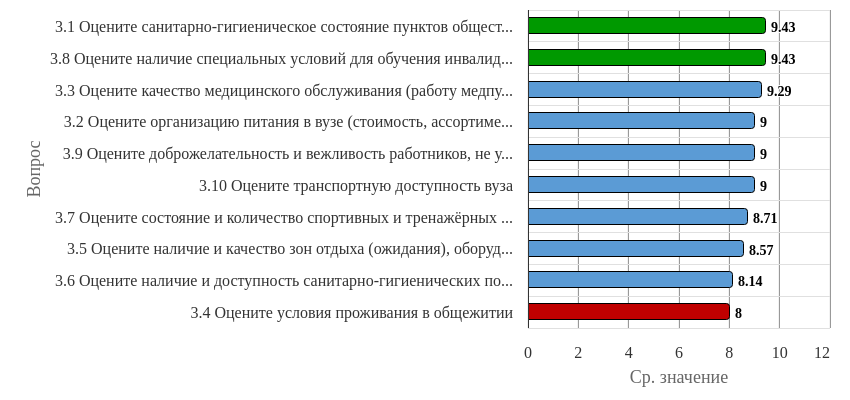 3.1 Оцените санитарно-гигиеническое состояние пунктов общест... 9.43
3.8 Оцените наличие специальных условий для обучения инвалид... 9.43
3.3 Оцените качество медицинского обслуживания (работу медпу... 9.29
3.2 Оцените организацию питания в вузе (стоимость, ассортиме... 9
3.9 Оцените доброжелательность и вежливость работников, не у... 9
3.10 Оцените транспортную доступность вуза 9
3.7 Оцените состояние и количество спортивных и тренажёрных ... 8.71
3.5 Оцените наличие и качество зон отдыха (ожидания), оборуд... 8.57
3.6 Оцените наличие и доступность санитарно-гигиенических по... 8.14
3.4 Оцените условия проживания в общежитии 8
Вопрос
0 2 4 6 8 10 12
Ср. значение